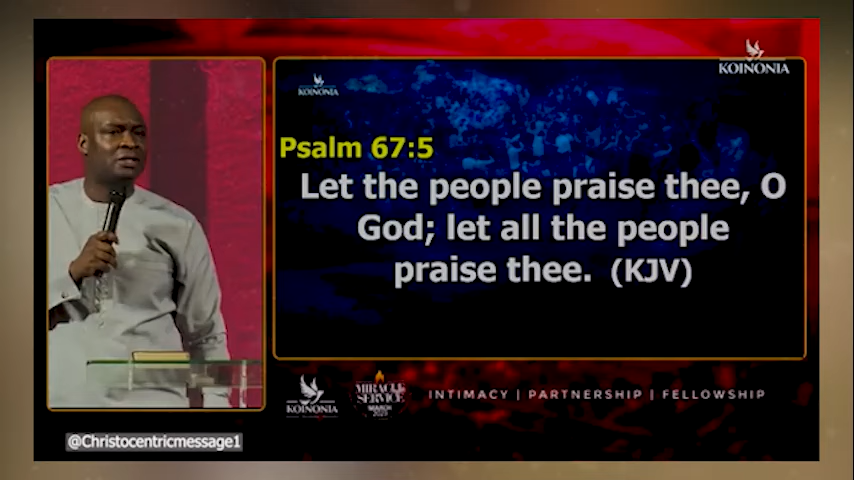 KOINONIA
KOINONIA
Psalm 67:5
Let the people praise thee, O
God; let all the people
praise thee. (KJV)
KOINONIA
MIRACLE
SERVICE
MARCH
INTIMACY | PARTNERSHIP | FELLOWSHIP
@Christocentricmessage1